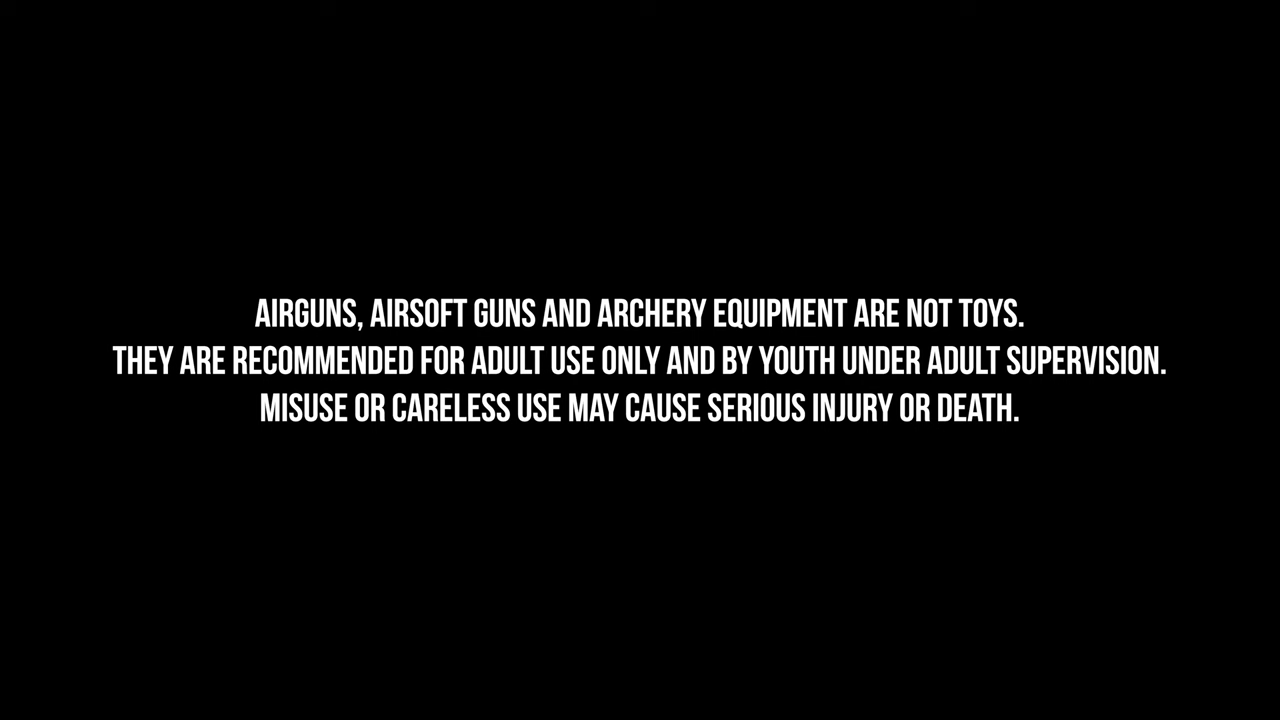 AIRGUNS, AIRSOFT GUNS AND ARCHERY EQUIPMENT ARE NOT TOYS.
THEY ARE RECOMMENDED FOR ADULT USE ONLY AND BY YOUTH UNDER ADULT SUPERVISION.
MISUSE OR CARELESS USE MAY CAUSE SERIOUS INJURY OR DEATH.